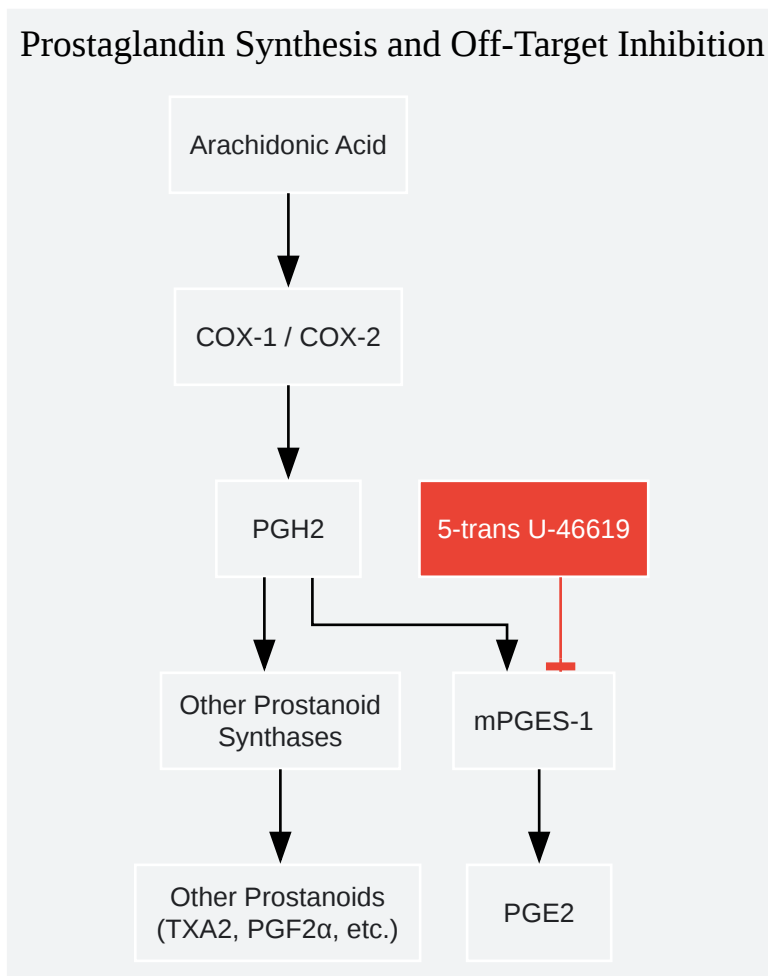 Prostaglandin Synthesis and Off-Target Inhibition
Arachidonic Acid
COX-1 / COX-2
PGH2
5-trans U-46619
Other Prostanoid
Synthases
mPGES-1
Other Prostanoids
(TXA2, PGF2α, etc.)
PGE2